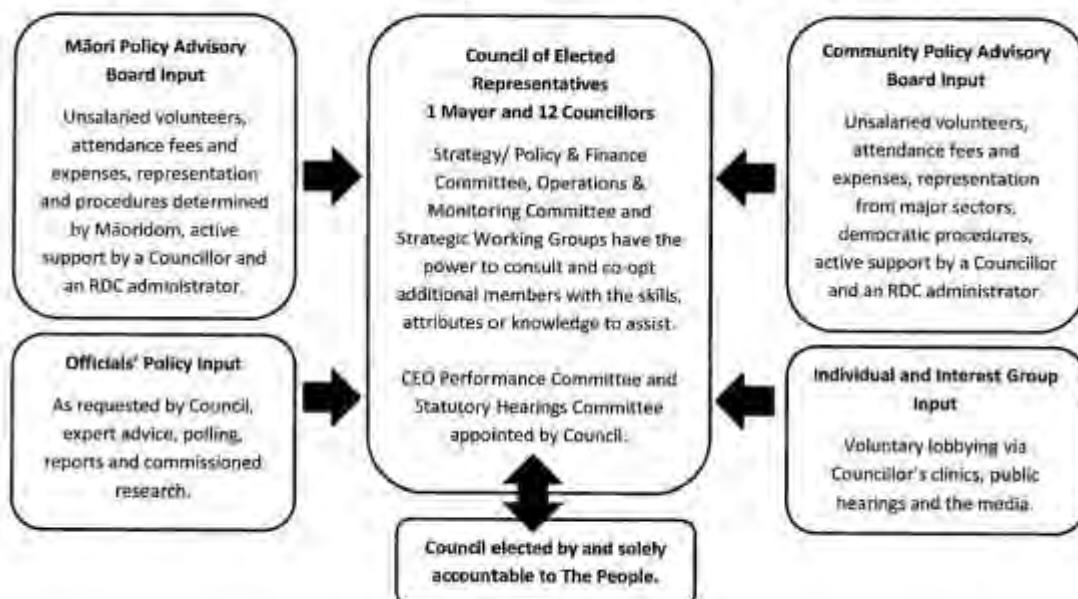 Māori Policy Advisory
Board Input
Unsalaried volunteers,
attendance fees and
expenses, representation
and procedures determined
by Māoridom, active
support by a Councillor and
an RDC administrator.
Officials' Policy Input
As requested by Council,
expert advice, polling,
reports and commissioned
research.
Council of Elected
Representatives
1 Mayor and 12 Councillors
Strategy/ Policy & Finance
Committee, Operations &
Monitoring Committee and
Strategic Working Groups have the
power to consult and co-opt
additional members with the skills,
attributes or knowledge to assist.
CEO Performance Committee and
Statutory Hearings Committee
appointed by Council.
Council elected by and solely
accountable to The People.
Community Policy Advisory
Board Input
Unsalaried volunteers,
attendance fees and
expenses, representation
from major sectors,
democratic procedures,
active support by a Councillor
and an RDC administrator.
Individual and Interest Group
Input
Voluntary lobbying via
Councillor's clinics, public
hearings and the media.